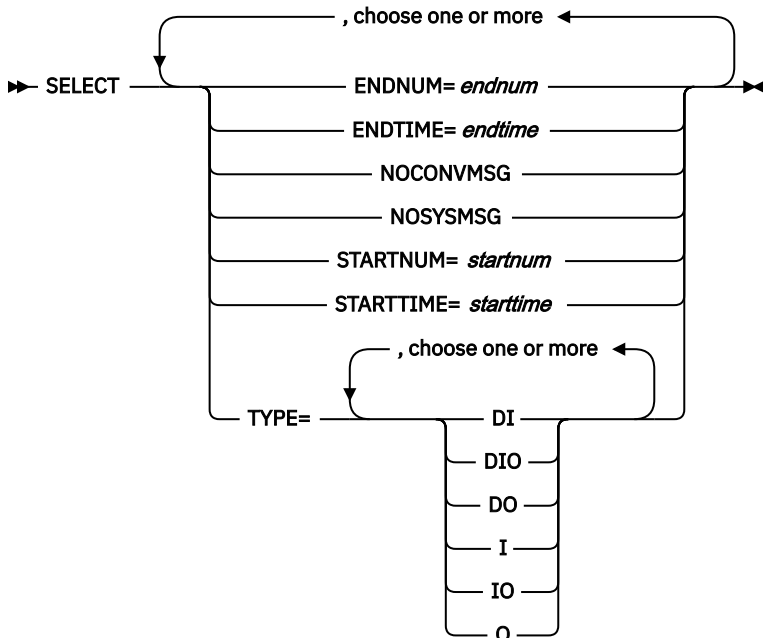 , choose one or more
SELECT
ENDNUM= endnum
ENDTIME= endtime
NOCONVMSG
NOSYSMSG
STARTNUM= startnum
STARTTIME= starttime
, choose one or more
TYPE=
DI
DIO
DO
I
IO
O